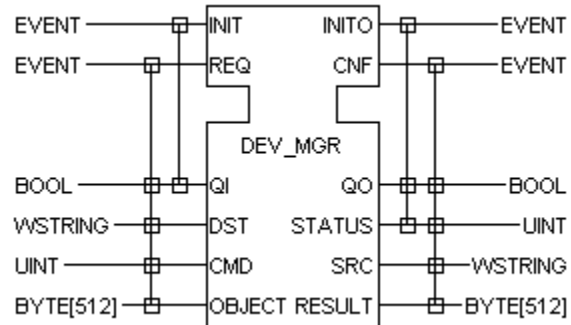 EVENT INIT INITO EVENT
EVENT REQ CNF EVENT
DEV_MGR
BOOL QI QO BOOL
WSTRING DST STATUS UINT
UINT CMD SRC WSTRING
BYTE[512] OBJECT RESULT BYTE[512]